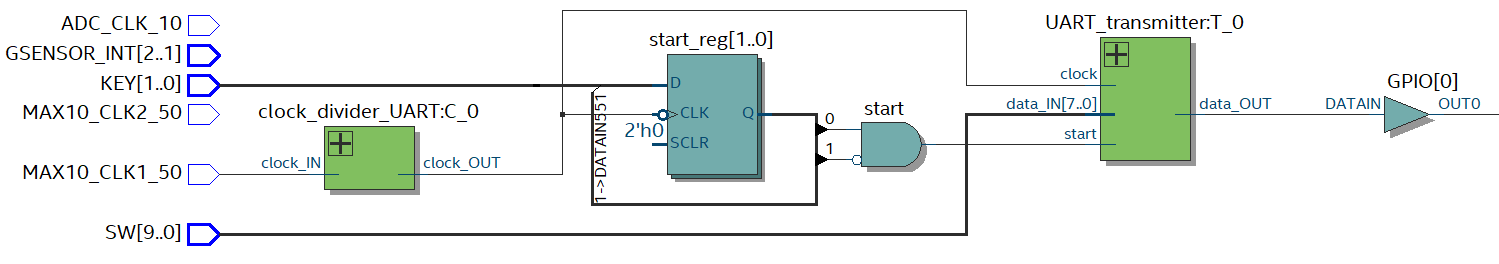 ADC_CLK_10
GSENSOR_INT[2..1]
KEY[1..0]
MAX10_CLK2_50
MAX10_CLK1_50
SW[9..0]
clock_divider_UART:C_0
clock_IN
clock_OUT
start_reg[1..0]
D
CLK
2'h0
SCLR
Q
1->DATAIN551
0
1
start
UART_transmitter:T_0
clock
data_IN[7..0]
start
data_OUT
GPIO[0]
DATAIN
OUT0